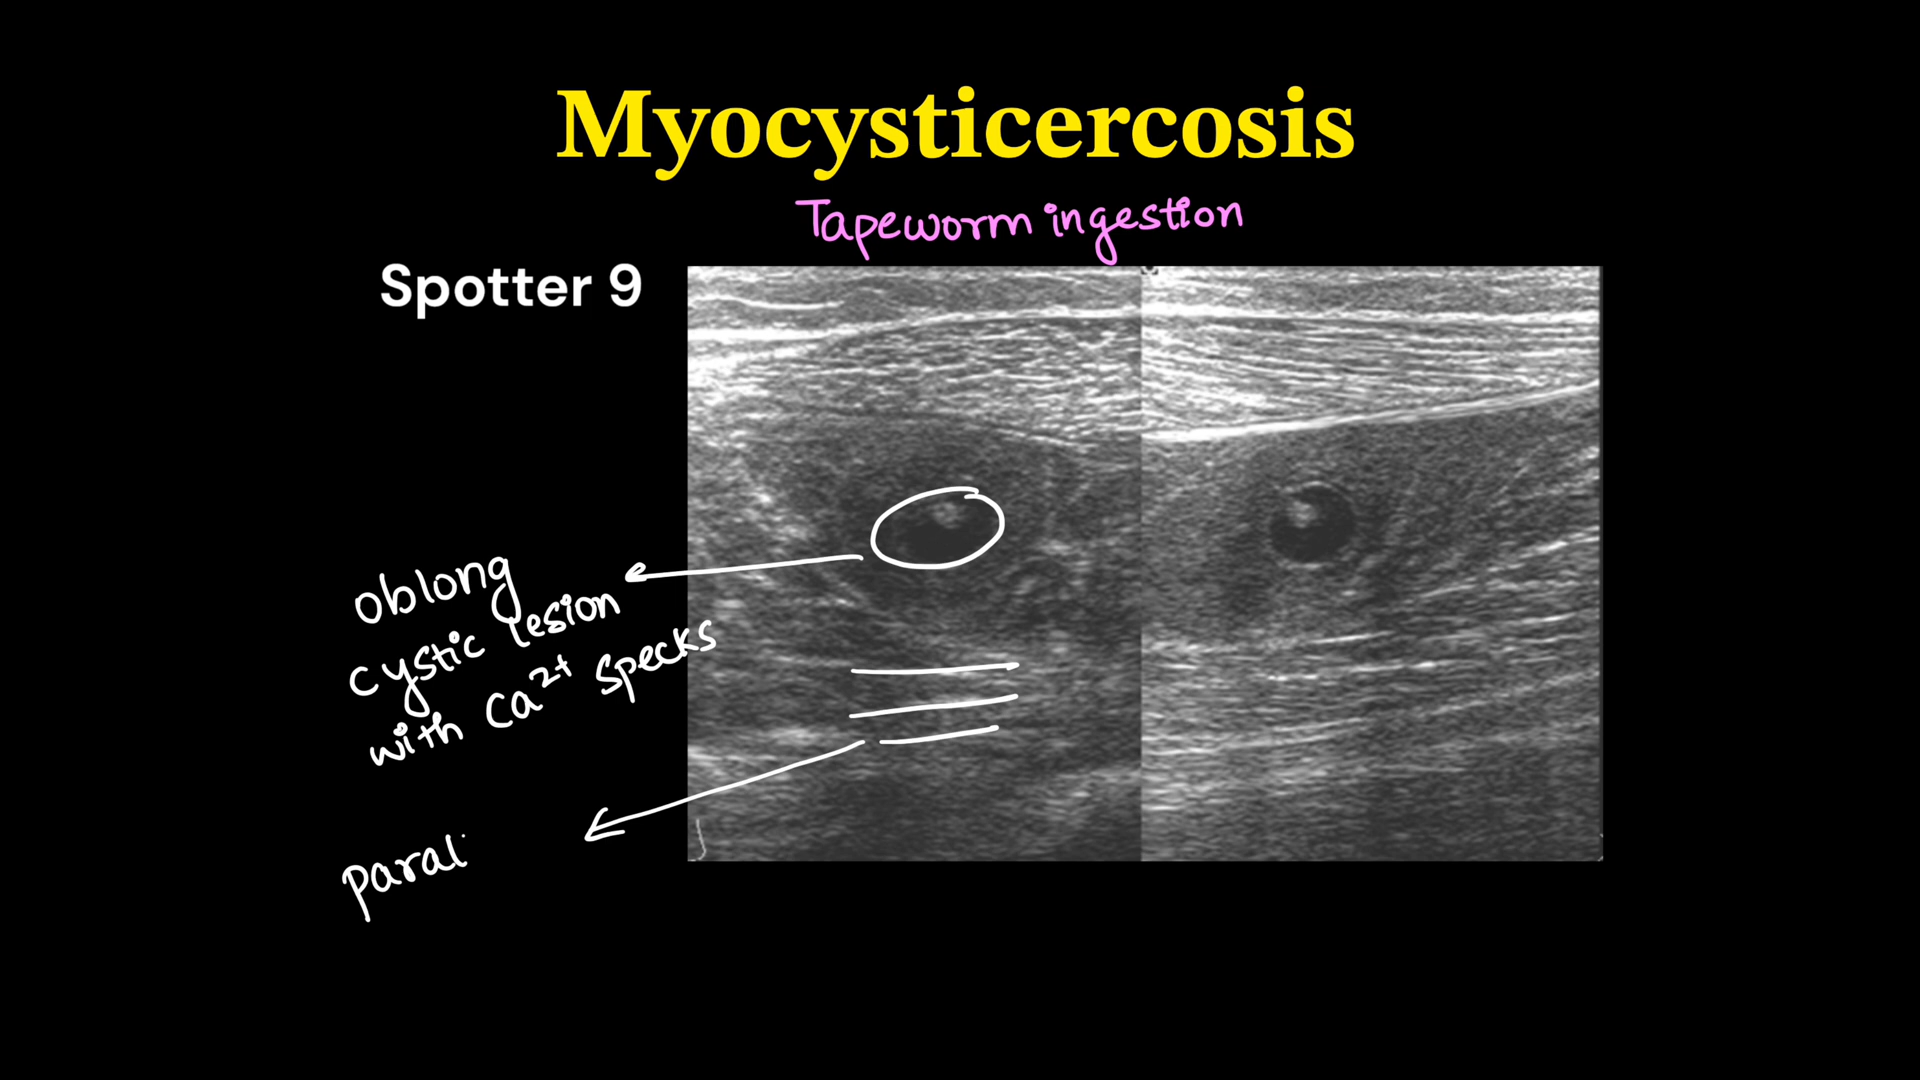 Myocysticercosis
Tapeworm ingestion
Spotter 9
oblong
cystic lesion
with Ca²⁺ specks
paral